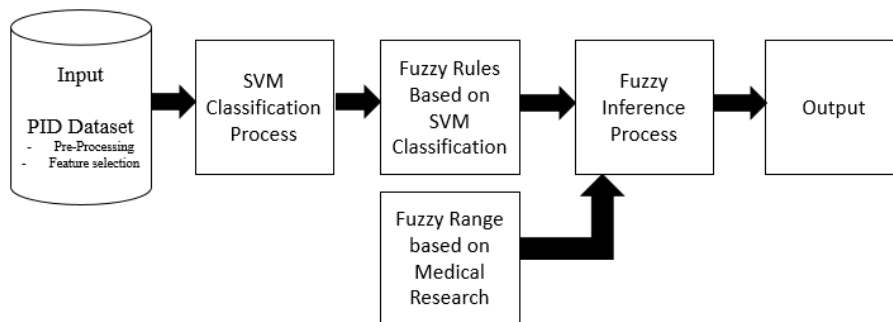 Input
PID Dataset
- Pre-Processing
- Feature selection
SVM
Classification
Process
Fuzzy Rules
Based on
SVM
Classification
Fuzzy
Inference
Process
Output
Fuzzy Range
based on
Medical
Research